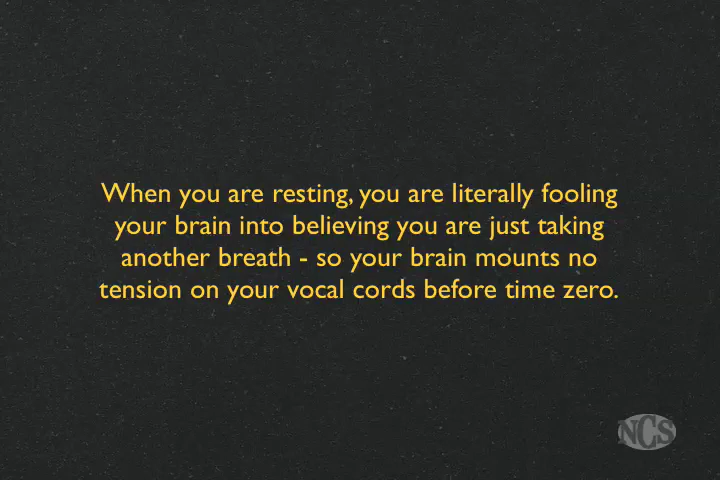 When you are resting, you are literally fooling
your brain into believing you are just taking
another breath - so your brain mounts no
tension on your vocal cords before time zero.
NCS